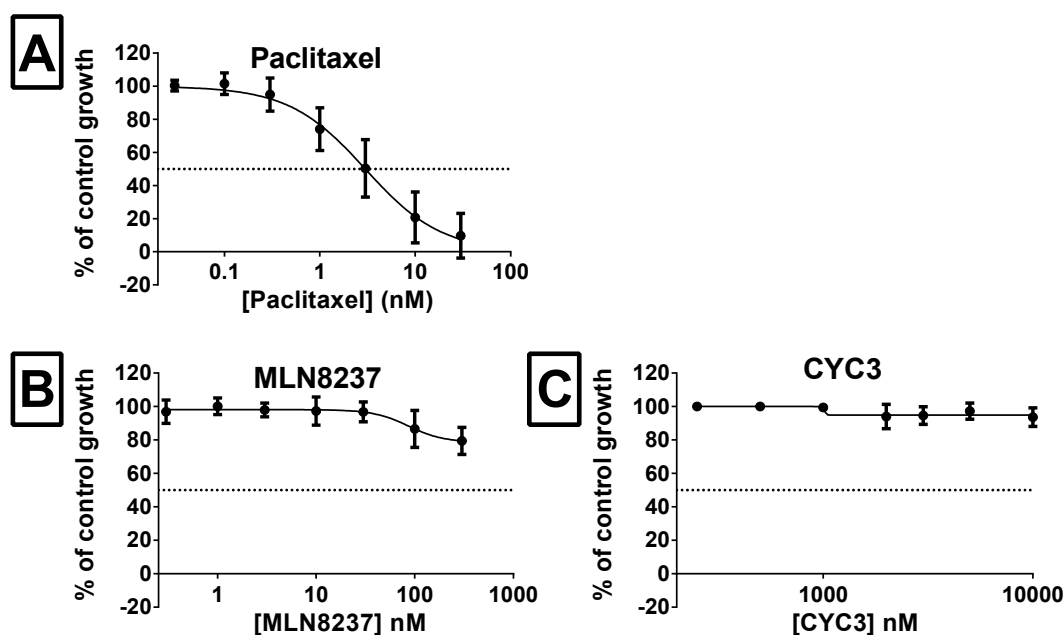 A
Paclitaxel
% of control growth
120
100
80
60
40
20
0
-20
0.1 1 10 100
[Paclitaxel] (nM)
B
MLN8237
% of control growth
120
100
80
60
40
20
0
-20
1 10 100 1000
[MLN8237] nM
C
CYC3
% of control growth
120
100
80
60
40
20
0
-20
1000 10000
[CYC3] nM